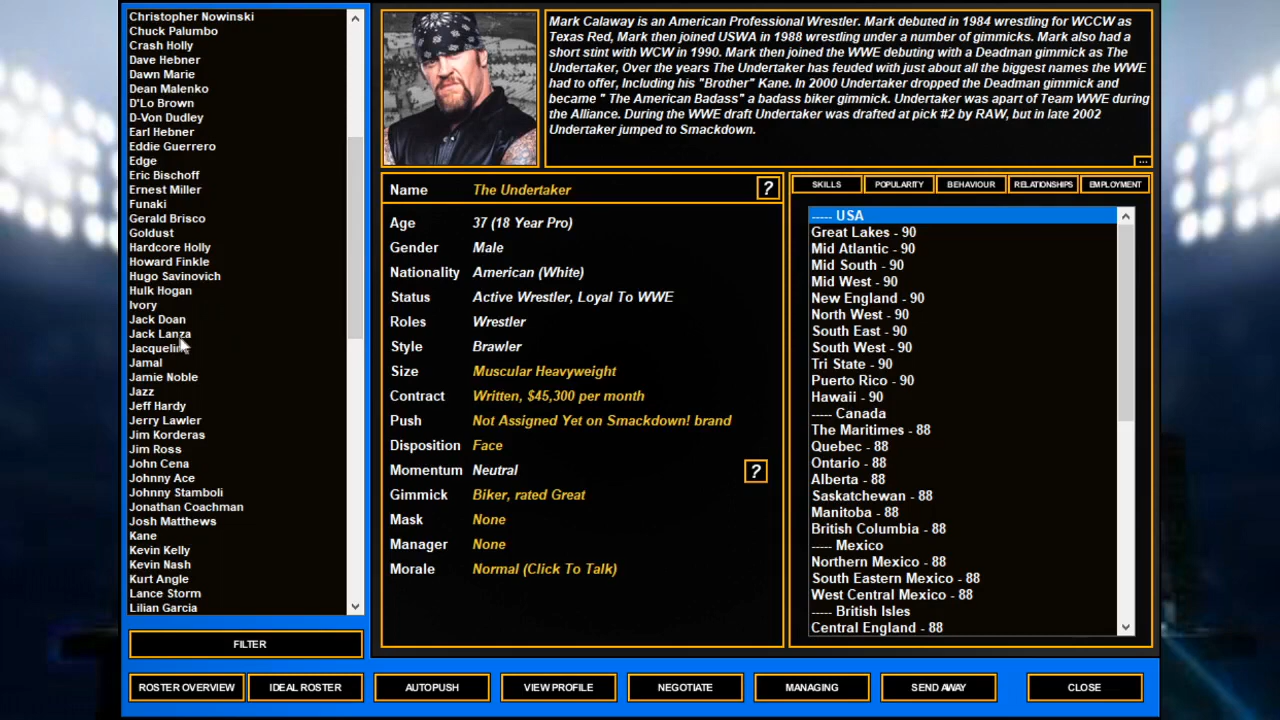 Christopher Nowinski
Chuck Palumbo
Crash Holly
Dave Hebner
Dawn Marie
Dean Malenko
D'Lo Brown
D-Von Dudley
Earl Hebner
Eddie Guerrero
Edge
Eric Bischoff
Ernest Miller
Funaki
Gerald Brisco
Goldust
Hardcore Holly
Howard Finkle
Hugo Savinovich
Hulk Hogan
Ivory
Jack Doan
Jack Lanza
Jacqueline
Jamal
Jamie Noble
Jazz
Jeff Hardy
Jerry Lawler
Jim Korderas
Jim Ross
John Cena
Johnny Ace
Johnny Stamboli
Jonathan Coachman
Josh Matthews
Kane
Kevin Kelly
Kevin Nash
Kurt Angle
Lance Storm
Lilian Garcia
FILTER
Mark Calaway is an American Professional Wrestler. Mark debuted in 1984 wrestling for WCCW as
Texas Red, Mark then joined USWA in 1988 wrestling under a number of gimmicks. Mark also had a
short stint with WCW in 1990. Mark then joined the WWE debuting with a Deadman gimmick as The
Undertaker, Over the years The Undertaker has feuded with just about all the biggest names the WWE
had to offer, Including his "Brother" Kane. In 2000 Undertaker dropped the Deadman gimmick and
became " The American Badass" a badass biker gimmick. Undertaker was apart of Team WWE during
the Alliance. During the WWE draft Undertaker was drafted at pick #2 by RAW, but in late 2002
Undertaker jumped to Smackdown.
...
Name The Undertaker ?
Age 37 (18 Year Pro)
Gender Male
Nationality American (White)
Status Active Wrestler, Loyal To WWE
Roles Wrestler
Style Brawler
Size Muscular Heavyweight
Contract Written, $45,300 per month
Push Not Assigned Yet on Smackdown! brand
Disposition Face
Momentum Neutral ?
Gimmick Biker, rated Great
Mask None
Manager None
Morale Normal (Click To Talk)
SKILLS POPULARITY BEHAVIOUR RELATIONSHIPS EMPLOYMENT
----- USA
Great Lakes - 90
Mid Atlantic - 90
Mid South - 90
Mid West - 90
New England - 90
North West - 90
South East - 90
South West - 90
Tri State - 90
Puerto Rico - 90
Hawaii - 90
----- Canada
The Maritimes - 88
Quebec - 88
Ontario - 88
Alberta - 88
Saskatchewan - 88
Manitoba - 88
British Columbia - 88
----- Mexico
Northern Mexico - 88
South Eastern Mexico - 88
West Central Mexico - 88
----- British Isles
Central England - 88
ROSTER OVERVIEW IDEAL ROSTER AUTOPUSH VIEW PROFILE NEGOTIATE MANAGING SEND AWAY CLOSE